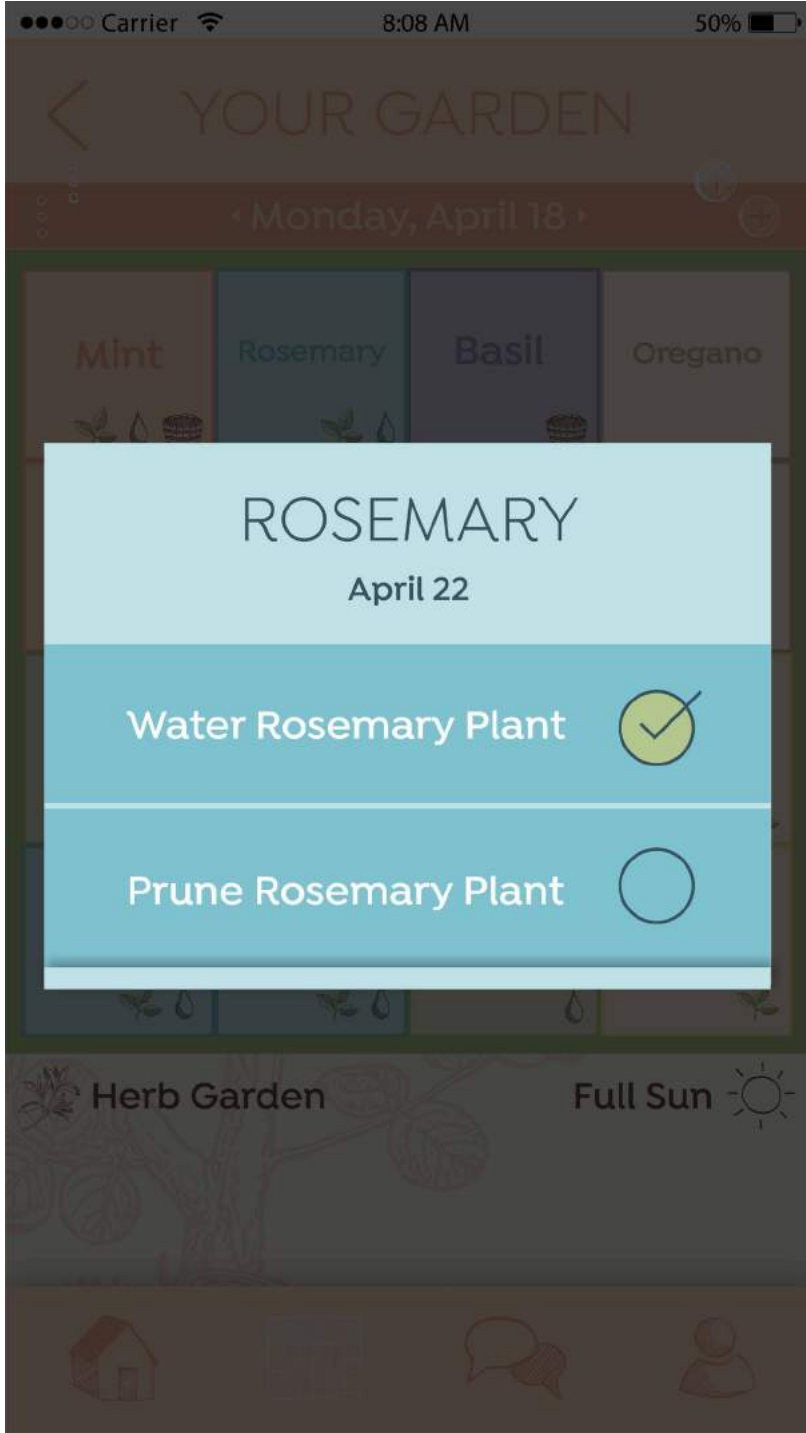 Carrier 8:08 AM 50%
YOUR GARDEN
Monday, April 18
Mint Rosemary Basil Oregano
ROSEMARY
April 22
Water Rosemary Plant
Prune Rosemary Plant
Herb Garden Full Sun